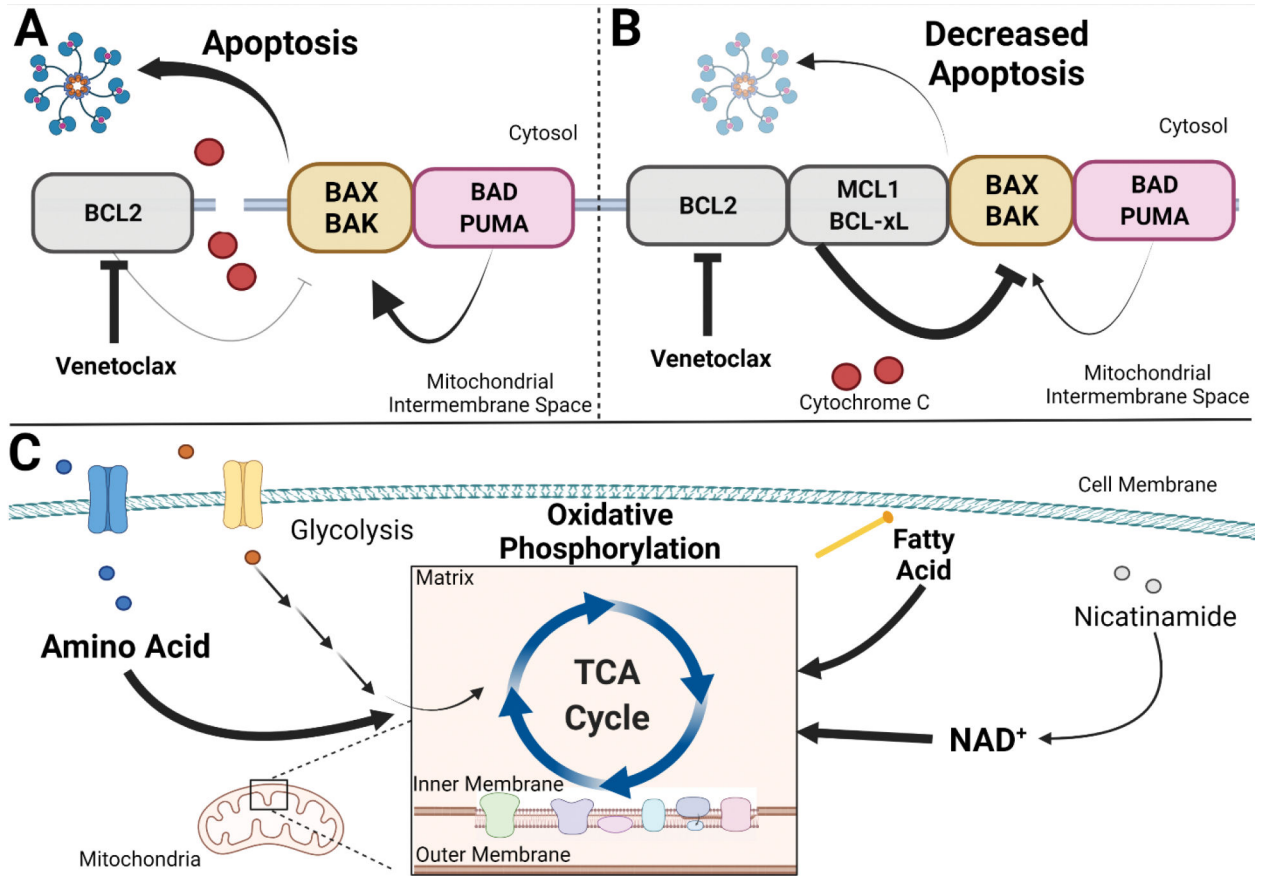 A
Apoptosis
Cytosol
BCL2
BAX
BAK
BAD
PUMA
Venetoclax
Mitochondrial
Intermembrane Space
B
Decreased
Apoptosis
Cytosol
BCL2
MCL1
BCL-xL
BAX
BAK
BAD
PUMA
Venetoclax
Cytochrome C
Mitochondrial
Intermembrane Space
C
Cell Membrane
Glycolysis
Oxidative
Phosphorylation
Fatty
Acid
Matrix
Nicatinamide
Amino Acid
TCA
Cycle
NAD⁺
Inner Membrane
Mitochondria
Outer Membrane